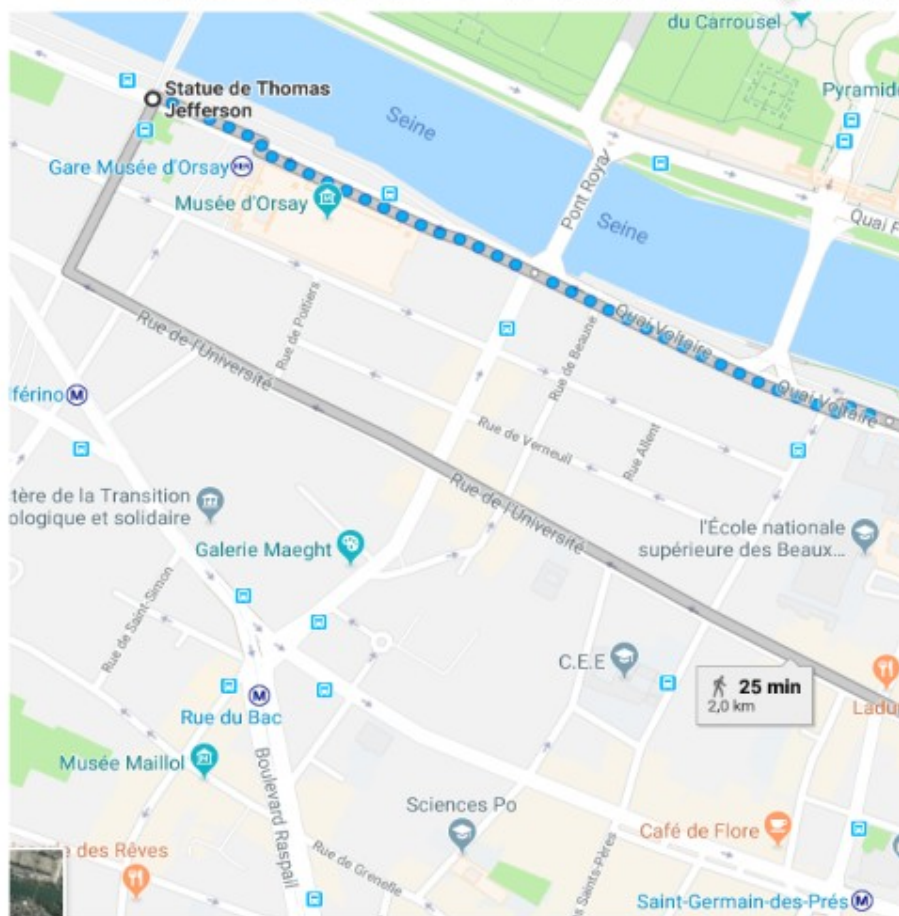 du Carrousel
Statue de Thomas
Jefferson
Pyramide
Seine
Gare Musée d'Orsay
Musée d'Orsay
Pont Roya
Seine
Quai F
Rue de Poitiers
Quai Voltaire
Rue de Beaune
Rue de l'Université
Quai Voltaire
lférino
M
Rue de Verneuil
Rue Allent
tère de la Transition
ologique et solidaire
Rue de l'Université
l'École nationale
supérieure des Beaux...
Galerie Maeght
Rue de Saint-Simon
C.E.E
25 min
2,0 km
Ladu
M
Rue du Bac
Musée Maillol
Boulevard Raspail
Sciences Po
Café de Flore
des Rêves
Rue de Grenelle
s Saints-Pères
Saint-Germain-des-Prés
M